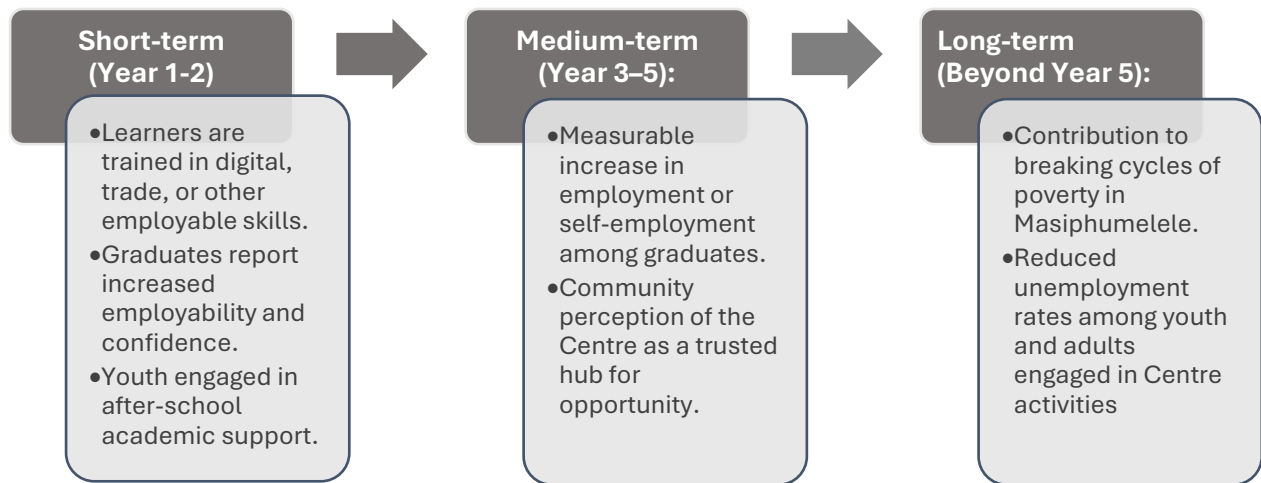 Short-term
(Year 1-2)
•Learners are
trained in digital,
trade, or other
employable skills.
•Graduates report
increased
employability and
confidence.
•Youth engaged in
after-school
academic support.
Medium-term
(Year 3–5):
•Measurable
increase in
employment or
self-employment
among graduates.
•Community
perception of the
Centre as a trusted
hub for
opportunity.
Long-term
(Beyond Year 5):
•Contribution to
breaking cycles of
poverty in
Masiphumelele.
•Reduced
unemployment
rates among youth
and adults
engaged in Centre
activities